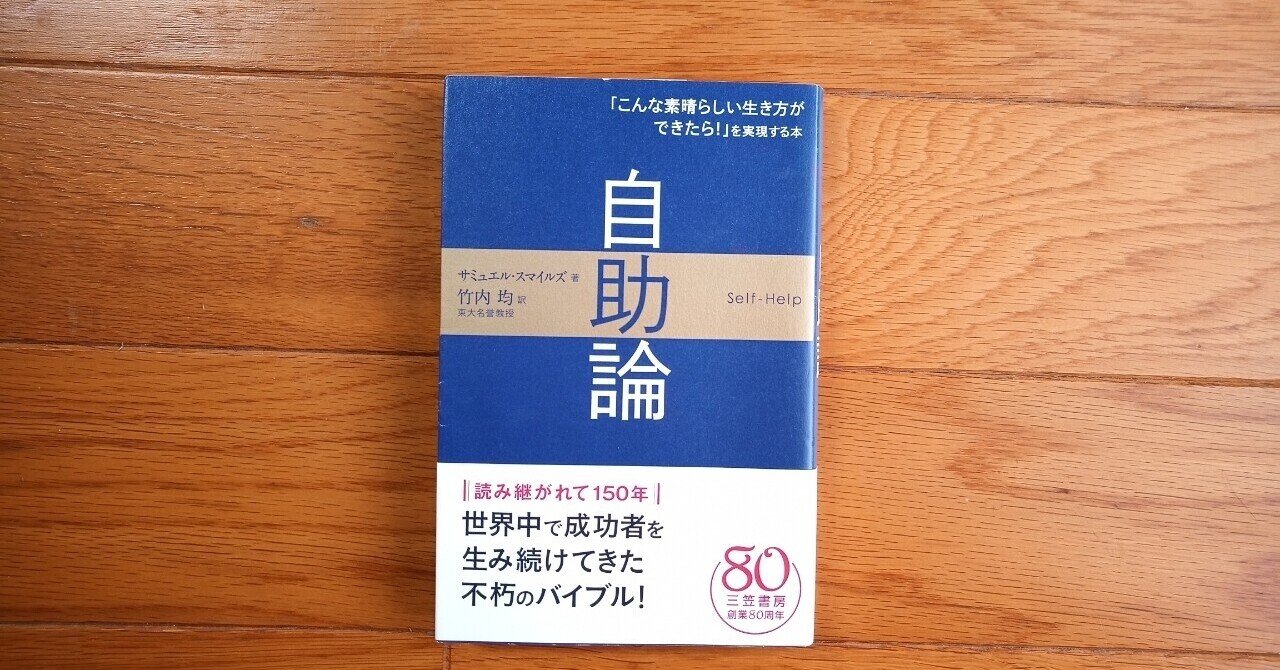 「こんな素晴らしい生き方が
できたら!」を実現する本
自助論
サミュエル・スマイルズ 著
竹内 均 訳
東大名誉教授
Self-Help
読み継がれて150年
世界中で成功者を
生み続けてきた
不朽のバイブル!
80
三笠書房
創業80周年